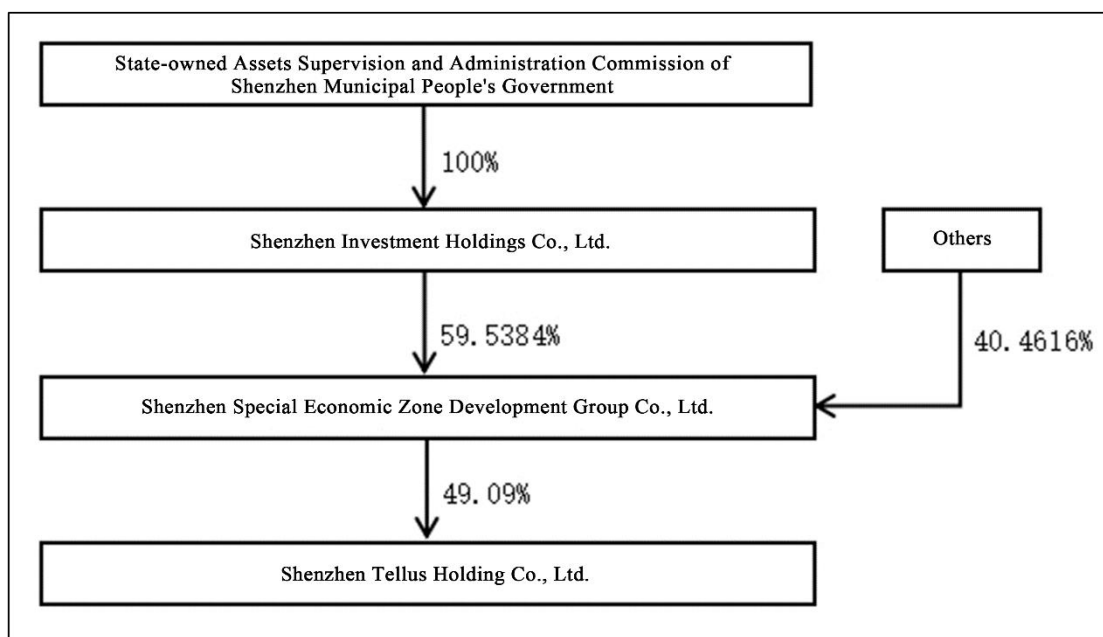 State-owned Assets Supervision and Administration Commission of
Shenzhen Municipal People's Government
100%
Shenzhen Investment Holdings Co., Ltd.
Others
59.5384%
40.4616%
Shenzhen Special Economic Zone Development Group Co., Ltd.
49.09%
Shenzhen Tellus Holding Co., Ltd.